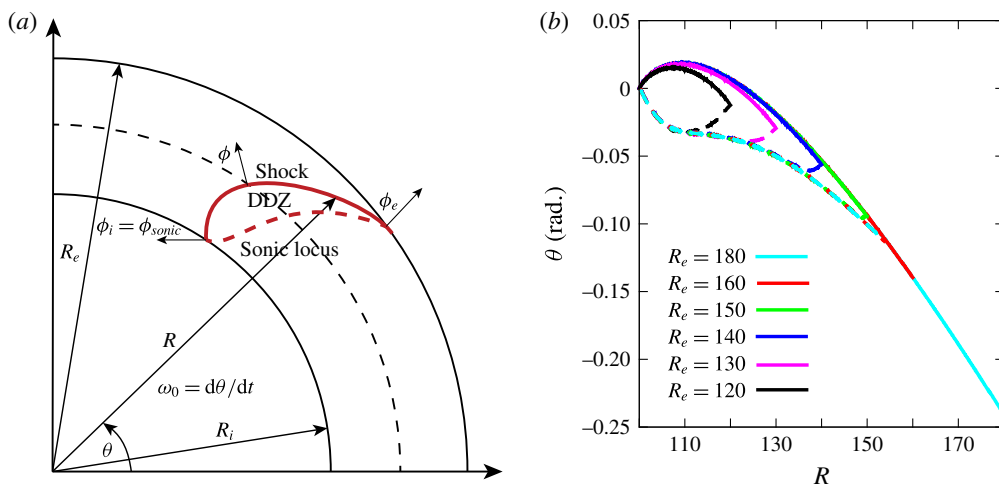 (a)
ϕ
Shock
DDZ
ϕ_e
ϕ_i = ϕ_sonic
Sonic locus
R_e
R
ω_0 = dθ/dt
R_i
θ
(b)
0.05
0
–0.05
–0.10
–0.15
–0.20
–0.25
θ (rad.)
R_e = 180
R_e = 160
R_e = 150
R_e = 140
R_e = 130
R_e = 120
110 130 150 170
R